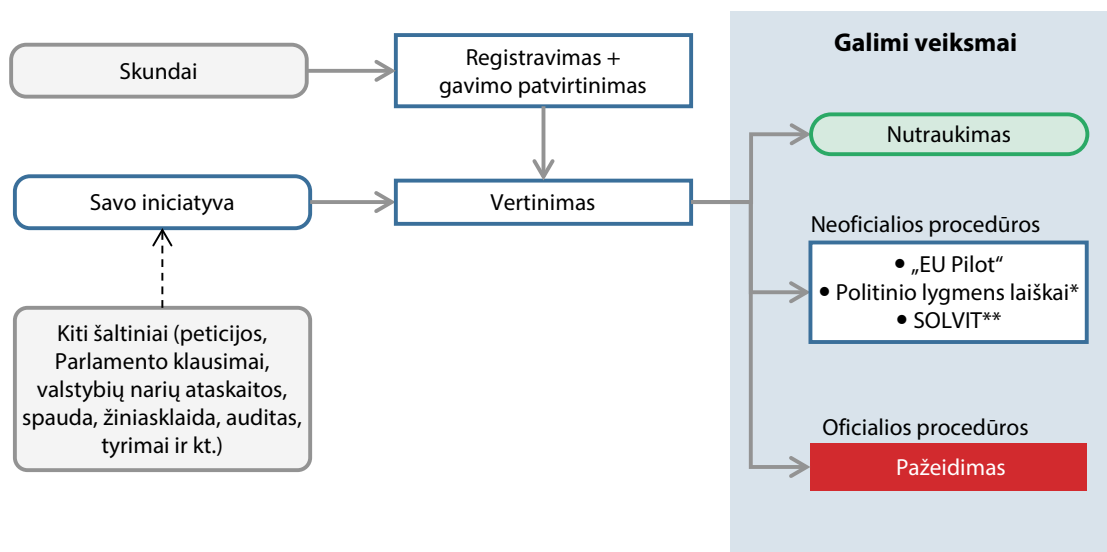 Skundai
Registravimas +
gavimo patvirtinimas
Savo iniciatyva
Vertinimas
Kiti šaltiniai (peticijos,
Parlamento klausimai,
valstybių narių ataskaitos,
spauda, žiniasklaida, auditas,
tyrimai ir kt.)
Galimi veiksmai
Nutraukimas
Neoficialios procedūros
• „EU Pilot“
• Politinio lygmens laiškai*
• SOLVIT**
Oficialios procedūros
Pažeidimas